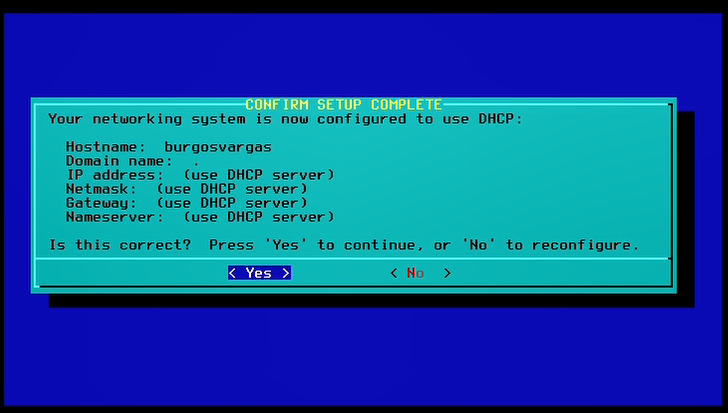 CONFIRM SETUP COMPLETE
Your networking system is now configured to use DHCP:
Hostname:  burgosvargas
Domain name:  .
IP address:  (use DHCP server)
Netmask:  (use DHCP server)
Gateway:  (use DHCP server)
Nameserver:  (use DHCP server)
Is this correct?  Press 'Yes' to continue, or 'No' to reconfigure.
< Yes >  < No  >